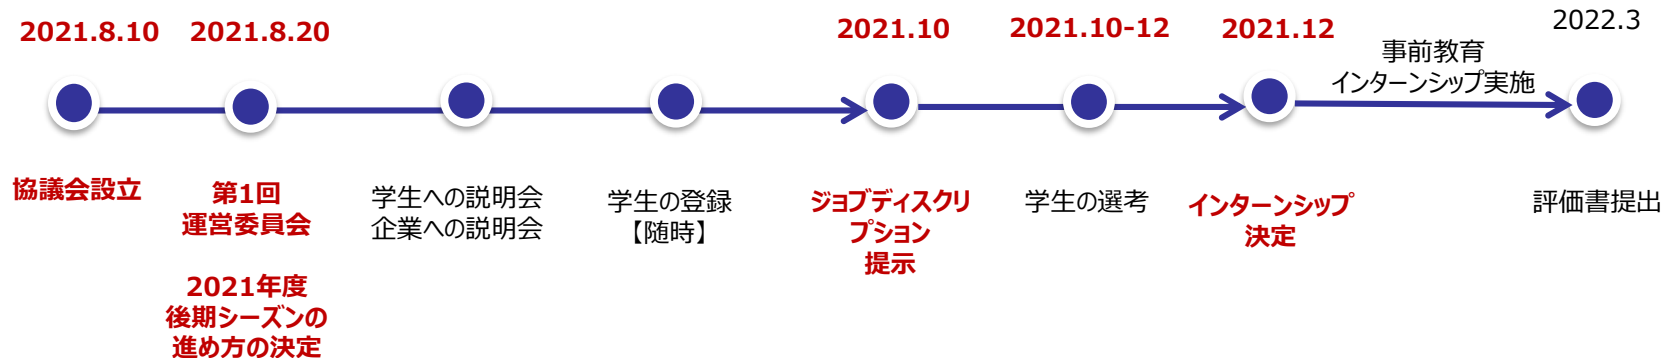 2021.8.10
2021.8.20
2021.10
2021.10-12
2021.12
2022.3
事前教育
インターンシップ実施
協議会設立
第1回
運営委員会
2021年度
後期シーズンの
進め方の決定
学生への説明会
企業への説明会
学生の登録
【随時】
ジョブディスクリ
プション
提示
学生の選考
インターンシップ
決定
評価書提出